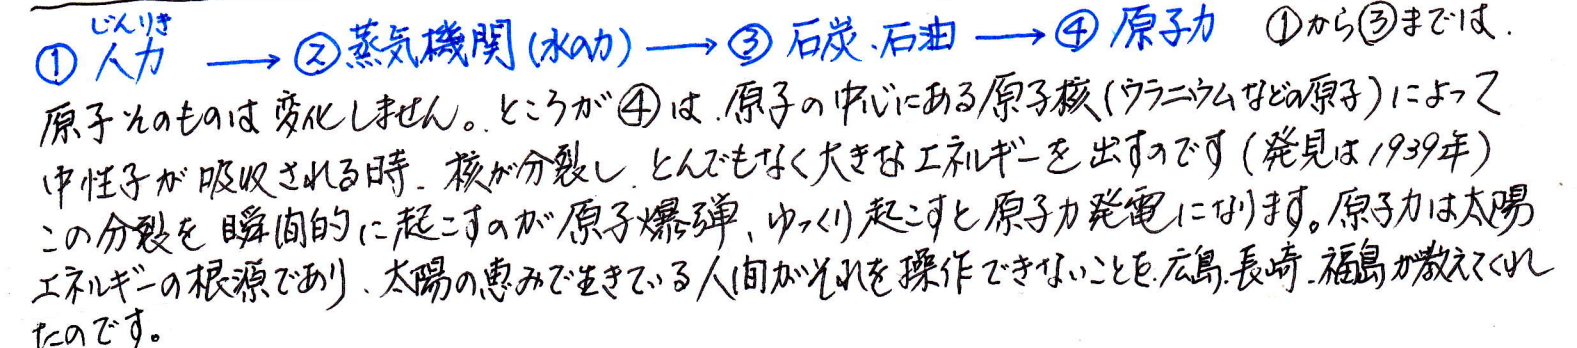 じんりき
① 人力 → ② 蒸気機関 (水の力) → ③ 石炭、石油 → ④ 原子力 ①から③までは、
原子そのものは変化しません。ところが④は、原子の中心にある原子核(ウラニウムなどの原子)によって
中性子が吸収される時、核が分裂し、とんでもなく大きなエネルギーを出すのです(発見は1939年)
この分裂を瞬間的に起こすのが原子爆弾、ゆっくり起こすと原子力発電になります。原子力は太陽
エネルギーの根源であり、太陽の恵みで生きている人間がそれを操作できないことを、広島、長崎、福島が教えてくれ
たのです。